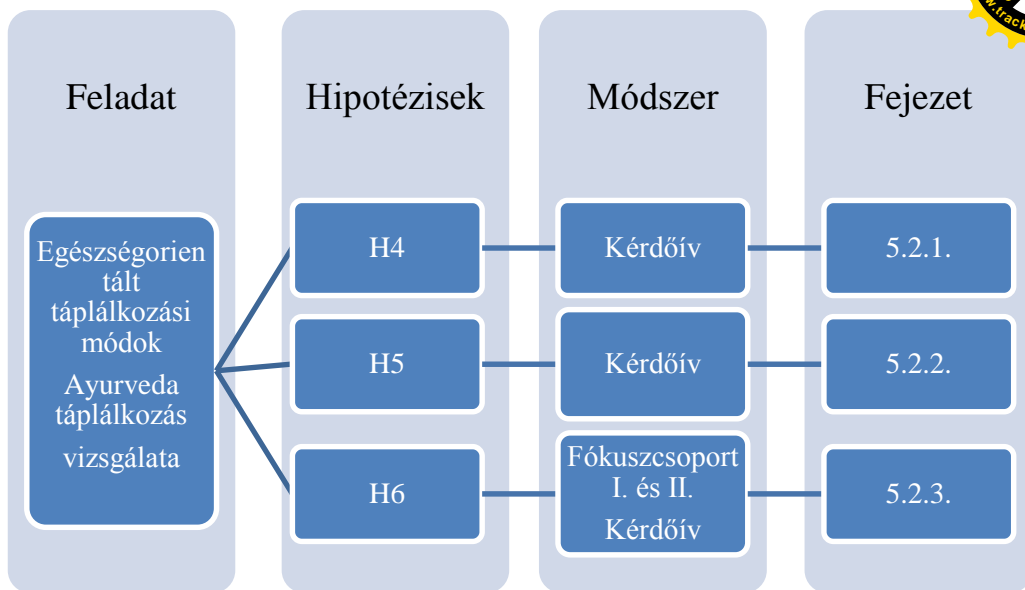 Feladat
Hipotézisek
Módszer
Fejezet
Egészségorien
tált
táplálkozási
módok
Ayurveda
táplálkozás
vizsgálata
H4
Kérdőív
5.2.1.
H5
Kérdőív
5.2.2.
H6
Fókuszcsoport
I. és II.
Kérdőív
5.2.3.